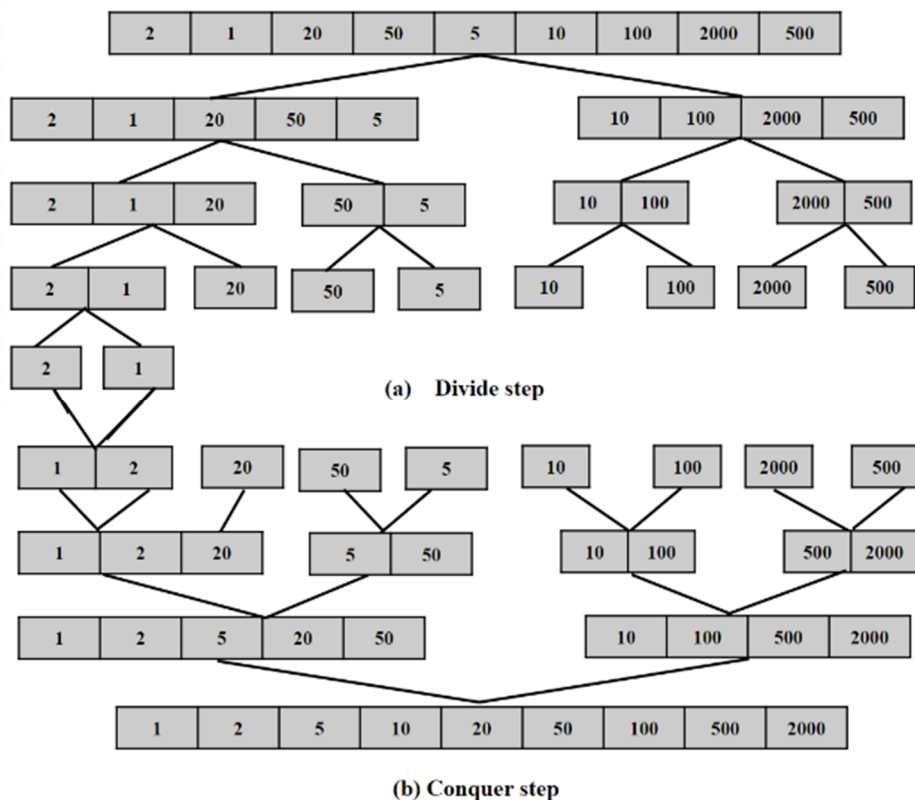 2 1 20 50 5 10 100 2000 500
2 1 20 50 5 10 100 2000 500
2 1 20 50 5 10 100 2000 500
2 1 20 50 5 10 100 2000 500
2 1
(a) Divide step
1 2 20 50 5 10 100 2000 500
1 2 20 5 50 10 100 500 2000
1 2 5 20 50 10 100 500 2000
1 2 5 10 20 50 100 500 2000
(b) Conquer step